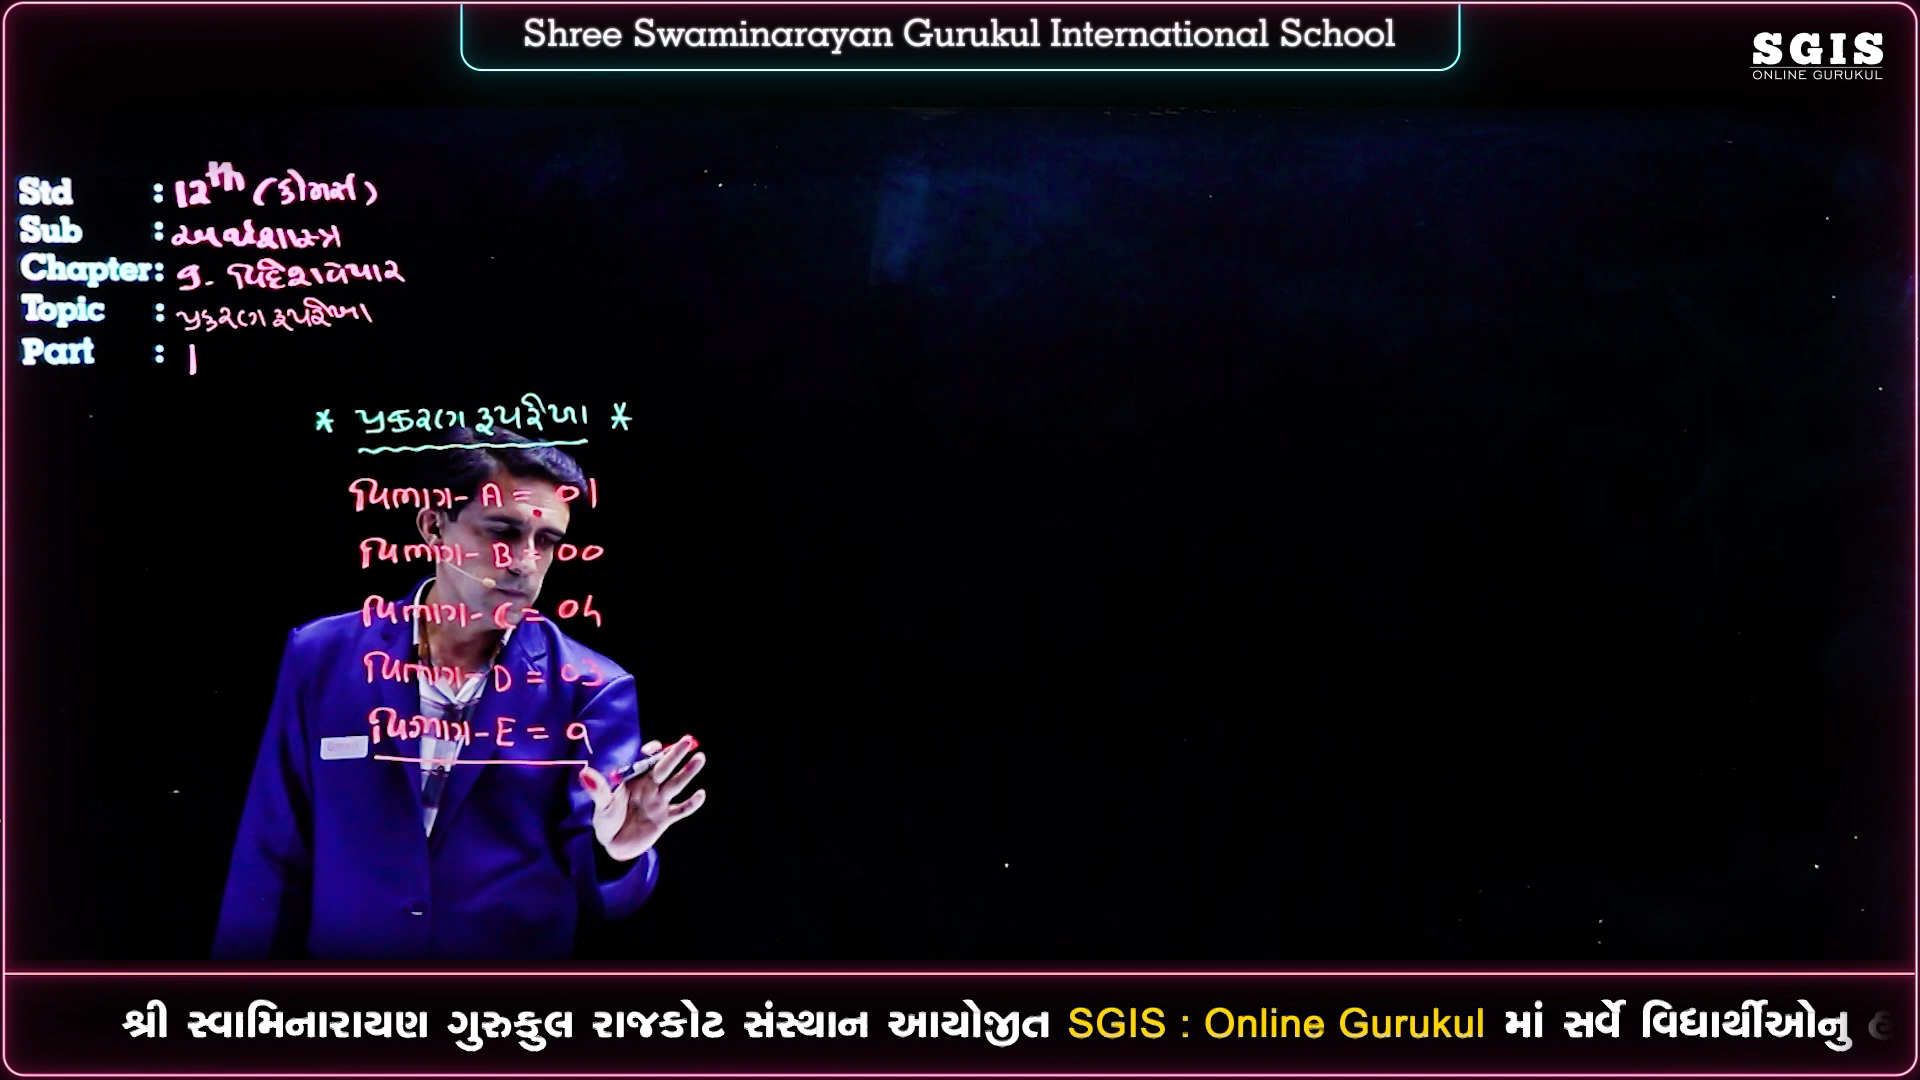 Shree Swaminarayan Gurukul International School
SGIS
ONLINE GURUKUL
Std : 12th (કોમર્સ)
Sub : અર્થશાસ્ત્ર
Chapter: 9. વિદેશવેપાર
Topic : પ્રકરણ રૂપરેખા
Part : 1
* પ્રકરણ રૂપરેખા *
વિભાગ - A = 01
વિભાગ - B = 00
વિભાગ - C = 04
વિભાગ - D = 03
વિભાગ - E = 9
શ્રી સ્વામિનારાયણ ગુરુકુલ રાજકોટ સંસ્થાન આયોજીત SGIS : Online Gurukul માં સર્વે વિદ્યાર્થીઓનુ